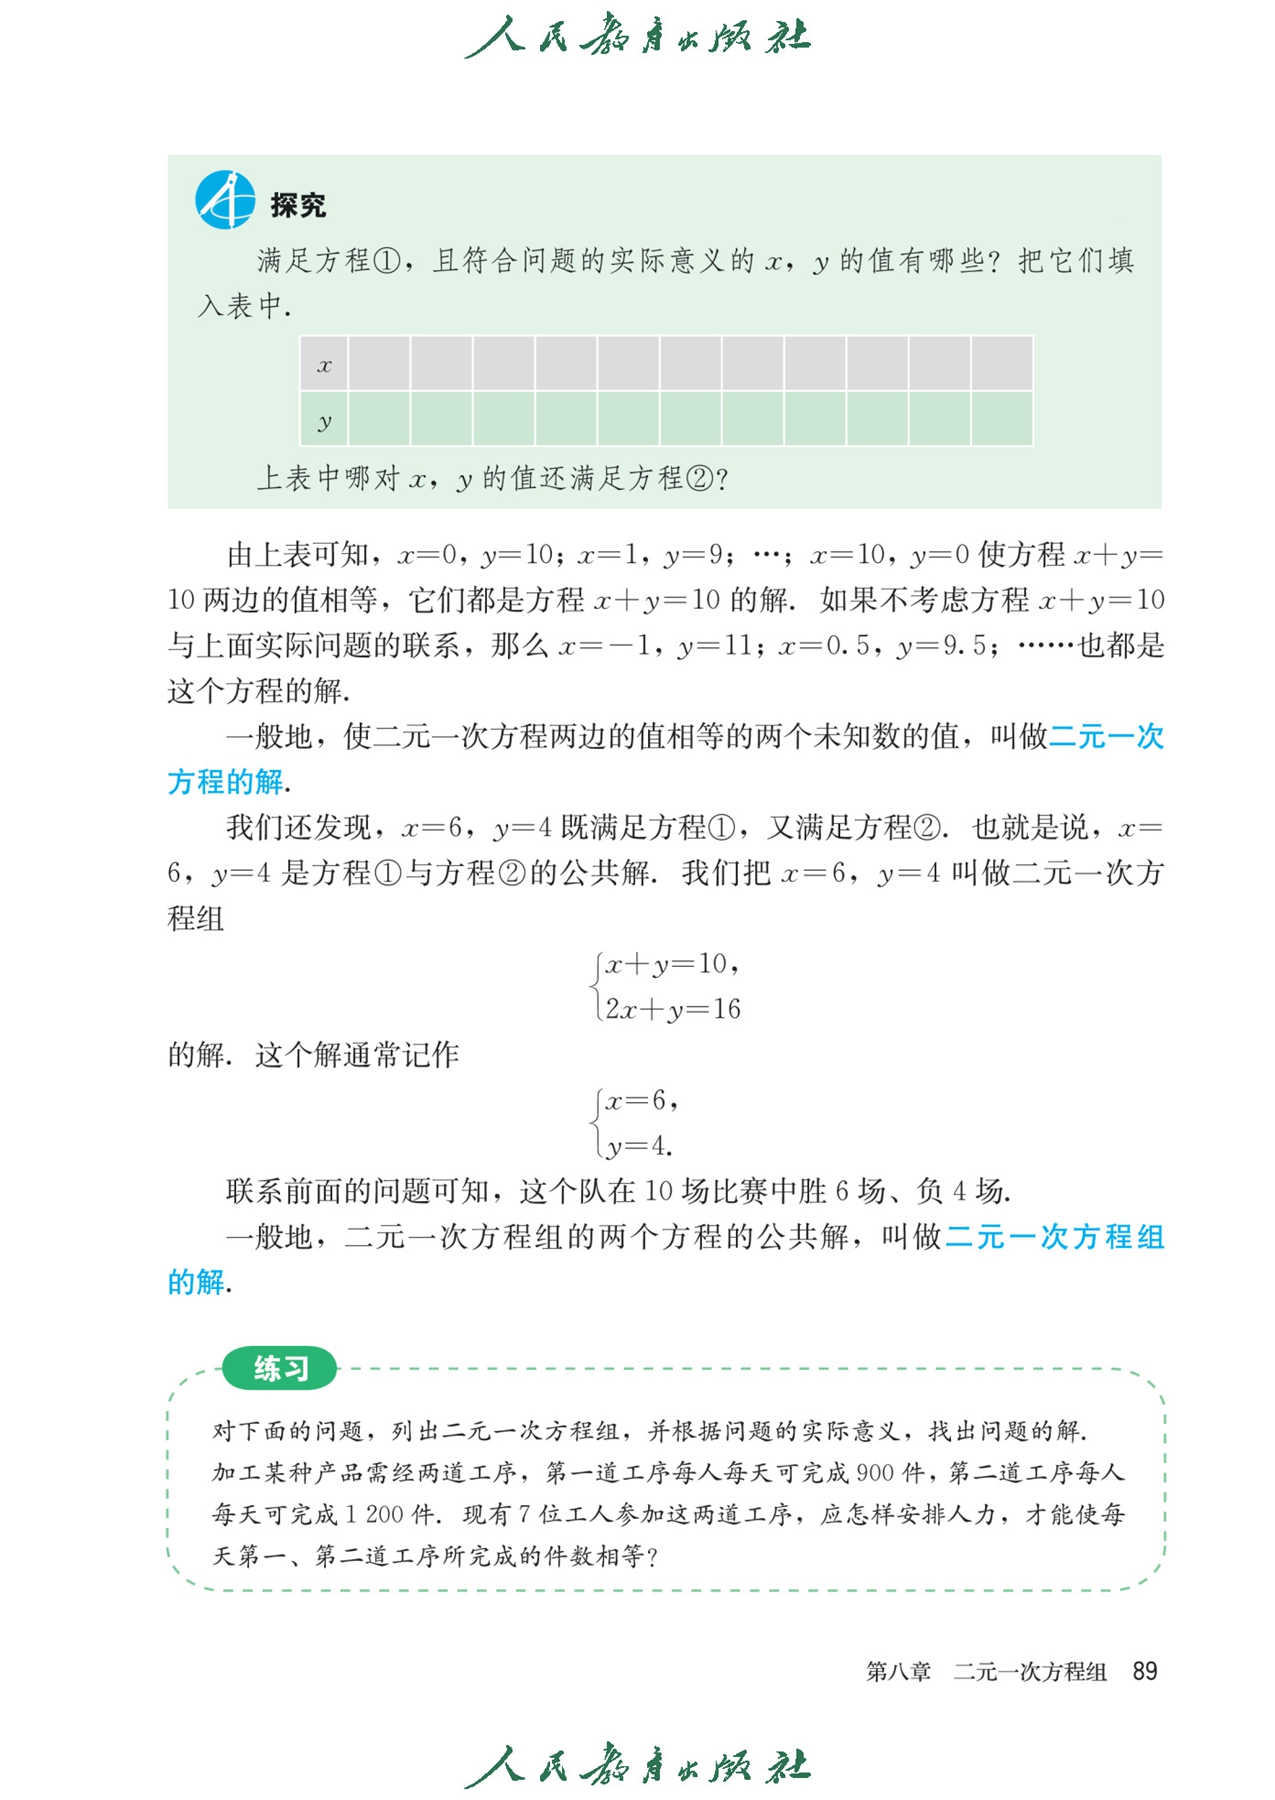 人民教育出版社
探究
满足方程①，且符合问题的实际意义的 x，y 的值有哪些？把它们填
入表中．
x
y
上表中哪对 x，y 的值还满足方程②？
由上表可知，x=0，y=10；x=1，y=9；…；x=10，y=0 使方程 x+y=
10 两边的值相等，它们都是方程 x+y=10 的解．如果不考虑方程 x+y=10
与上面实际问题的联系，那么 x=－1，y=11；x=0.5，y=9.5；……也都是
这个方程的解．
一般地，使二元一次方程两边的值相等的两个未知数的值，叫做二元一次
方程的解．
我们还发现，x=6，y=4 既满足方程①，又满足方程②．也就是说，x=
6，y=4 是方程①与方程②的公共解．我们把 x=6，y=4 叫做二元一次方
程组
x+y=10，
2x+y=16
的解．这个解通常记作
x=6，
y=4.
联系前面的问题可知，这个队在 10 场比赛中胜 6 场、负 4 场．
一般地，二元一次方程组的两个方程的公共解，叫做二元一次方程组
的解．
练习
对下面的问题，列出二元一次方程组，并根据问题的实际意义，找出问题的解．
加工某种产品需经两道工序，第一道工序每人每天可完成 900 件，第二道工序每人
每天可完成 1 200 件．现有 7 位工人参加这两道工序，应怎样安排人力，才能使每
天第一、第二道工序所完成的件数相等？
第八章 二元一次方程组 89
人民教育出版社